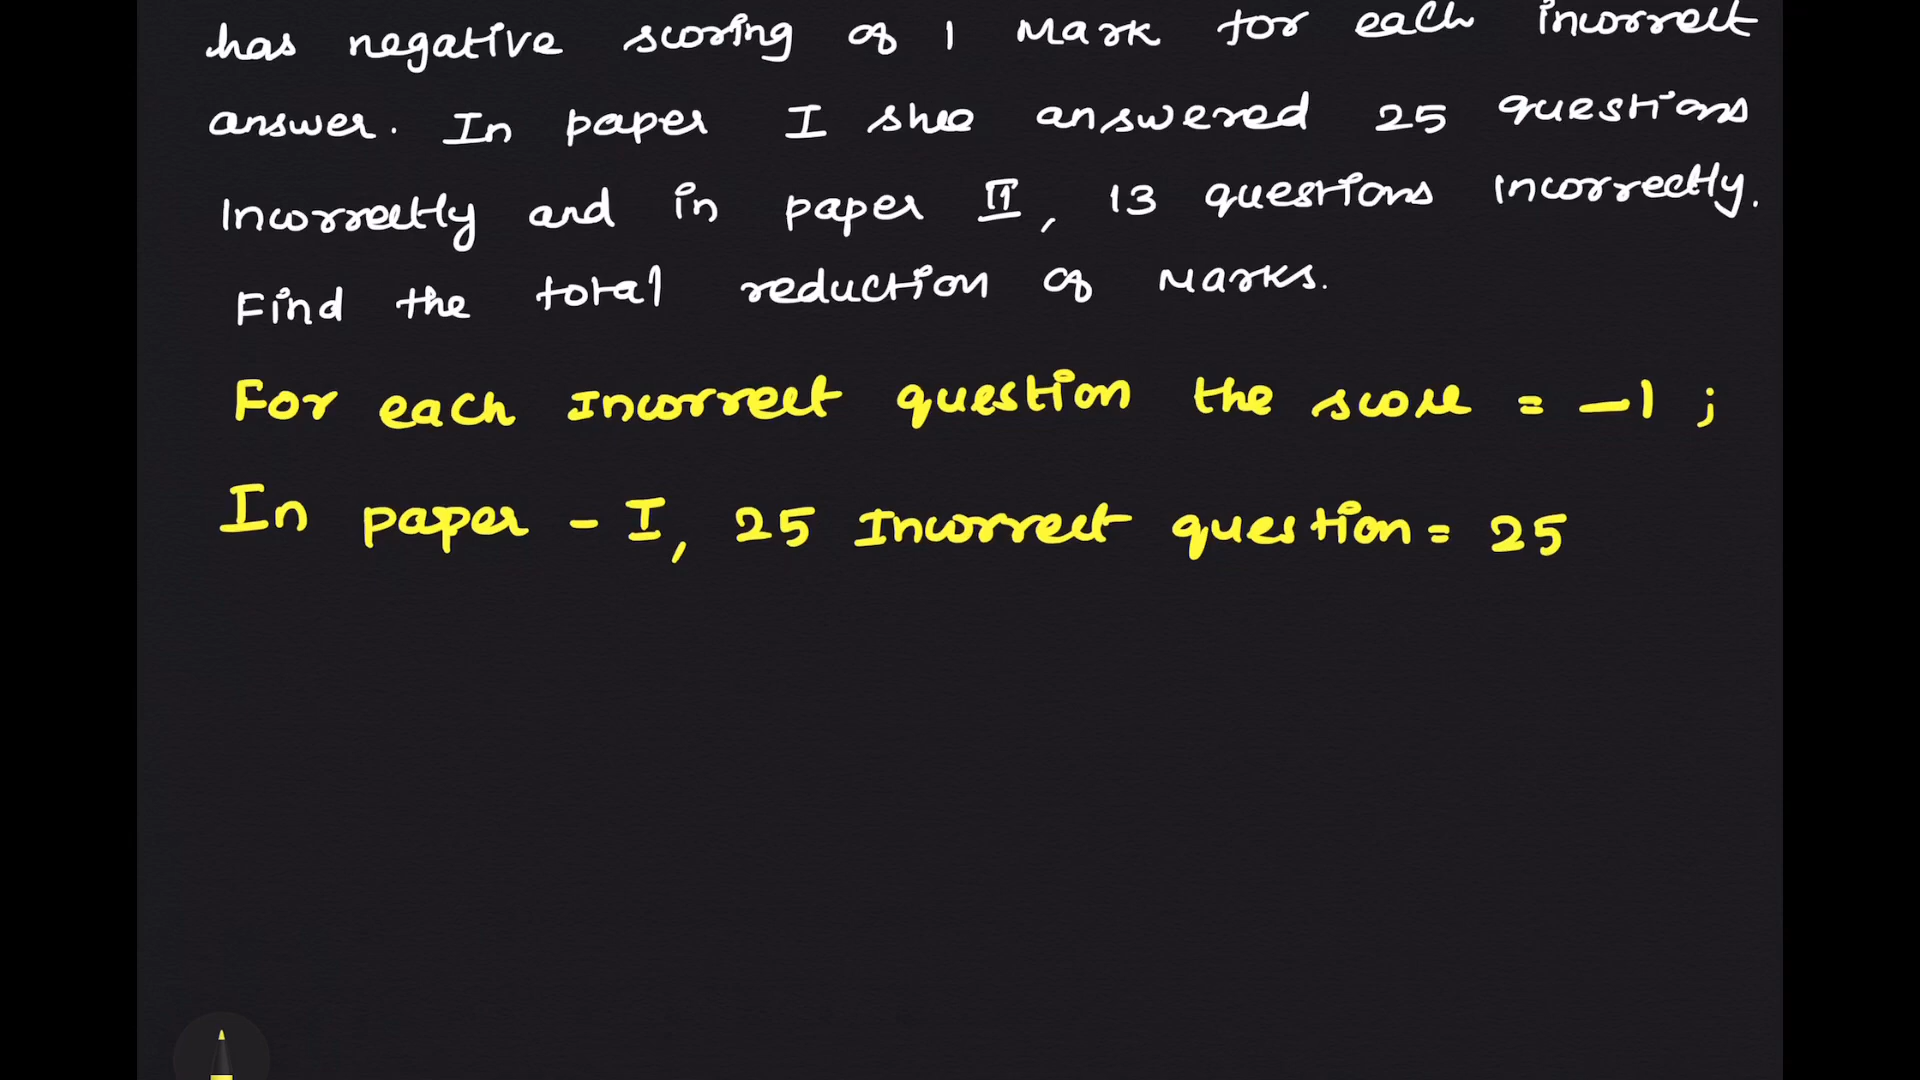 has negative scoring of 1 Mark for each incorrect
answer. In paper I shee answered 25 questions
Incorrectly and in paper II, 13 questions incorrectly.
Find the total reduction of Marks.
For each Incorrect question the score = -1 ;
In paper - I, 25 Incorrect question = 25